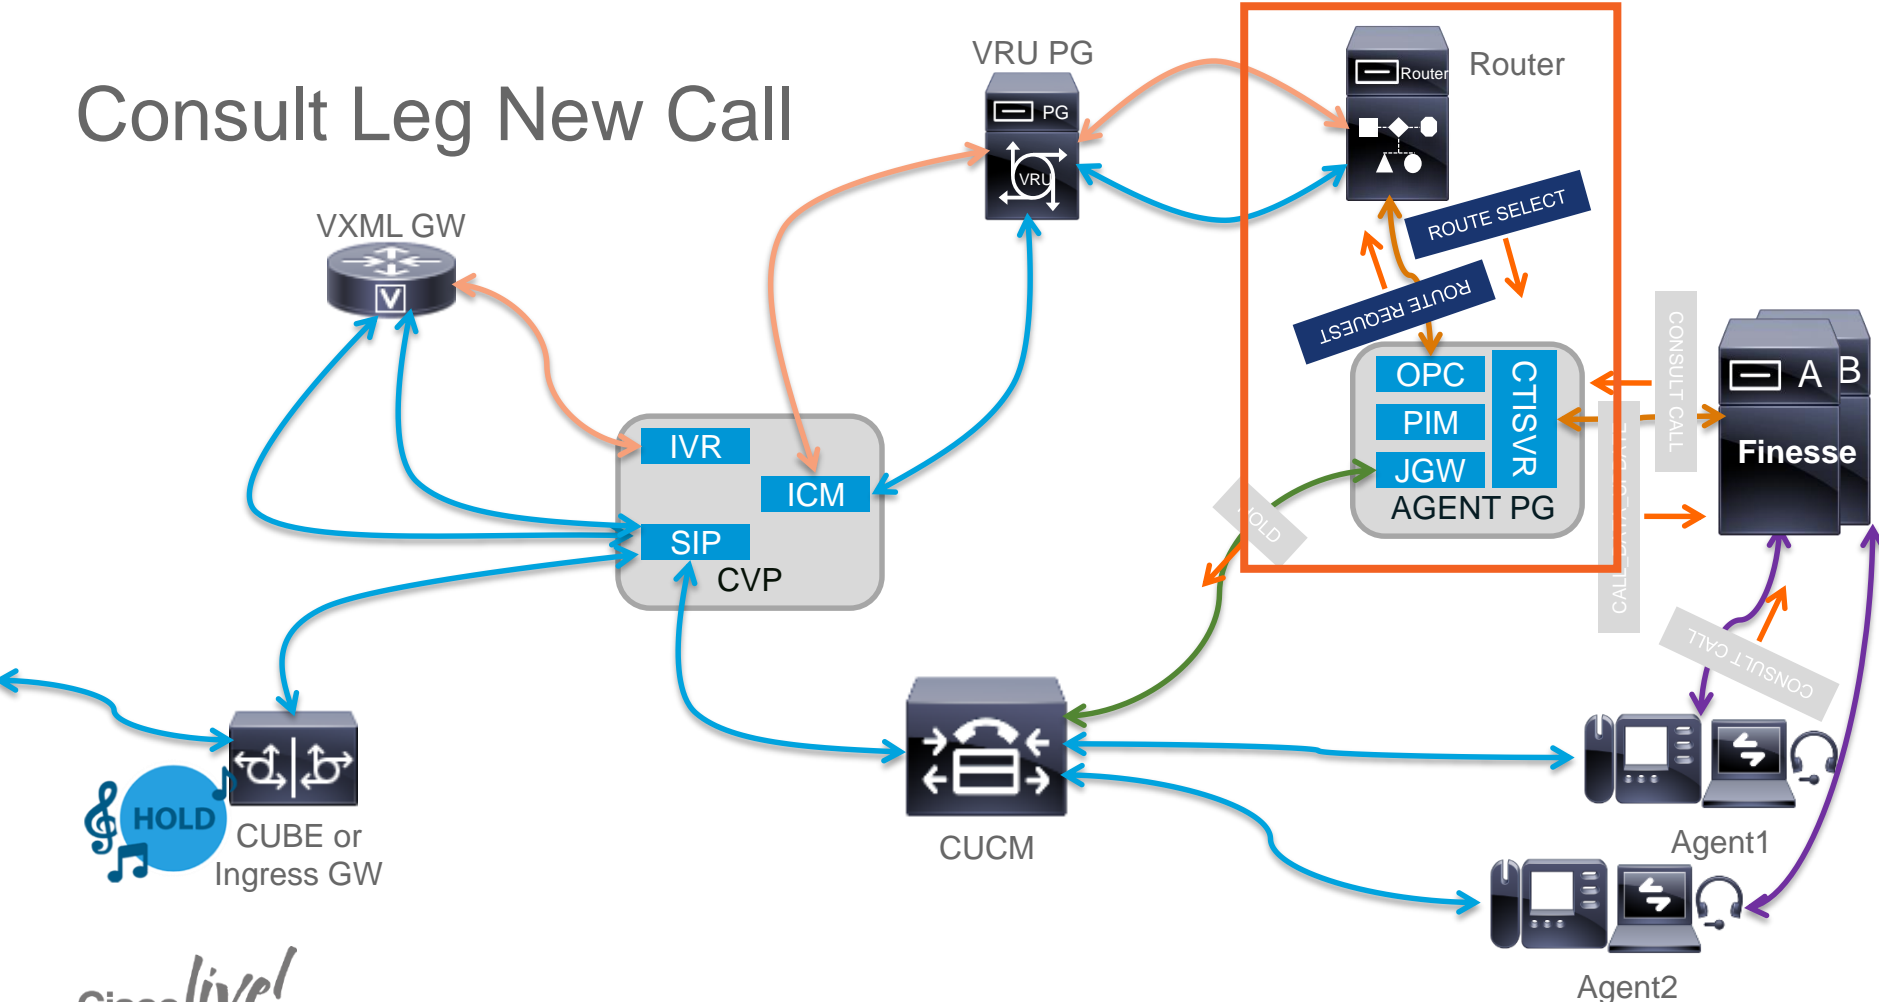 Consult Leg New Call
VRU PG
PG
VRU
Router
Router
ROUTE SELECT
ROUTE REQUEST
VXML GW
V
IVR
ICM
SIP
CVP
OPC
PIM
JGW
CTISVR
AGENT PG
CONSULT CALL
A
B
Finesse
HOLD
CONSULT CALL
HOLD
CUBE or
Ingress GW
CUCM
Agent1
Agent2
Cisco live!